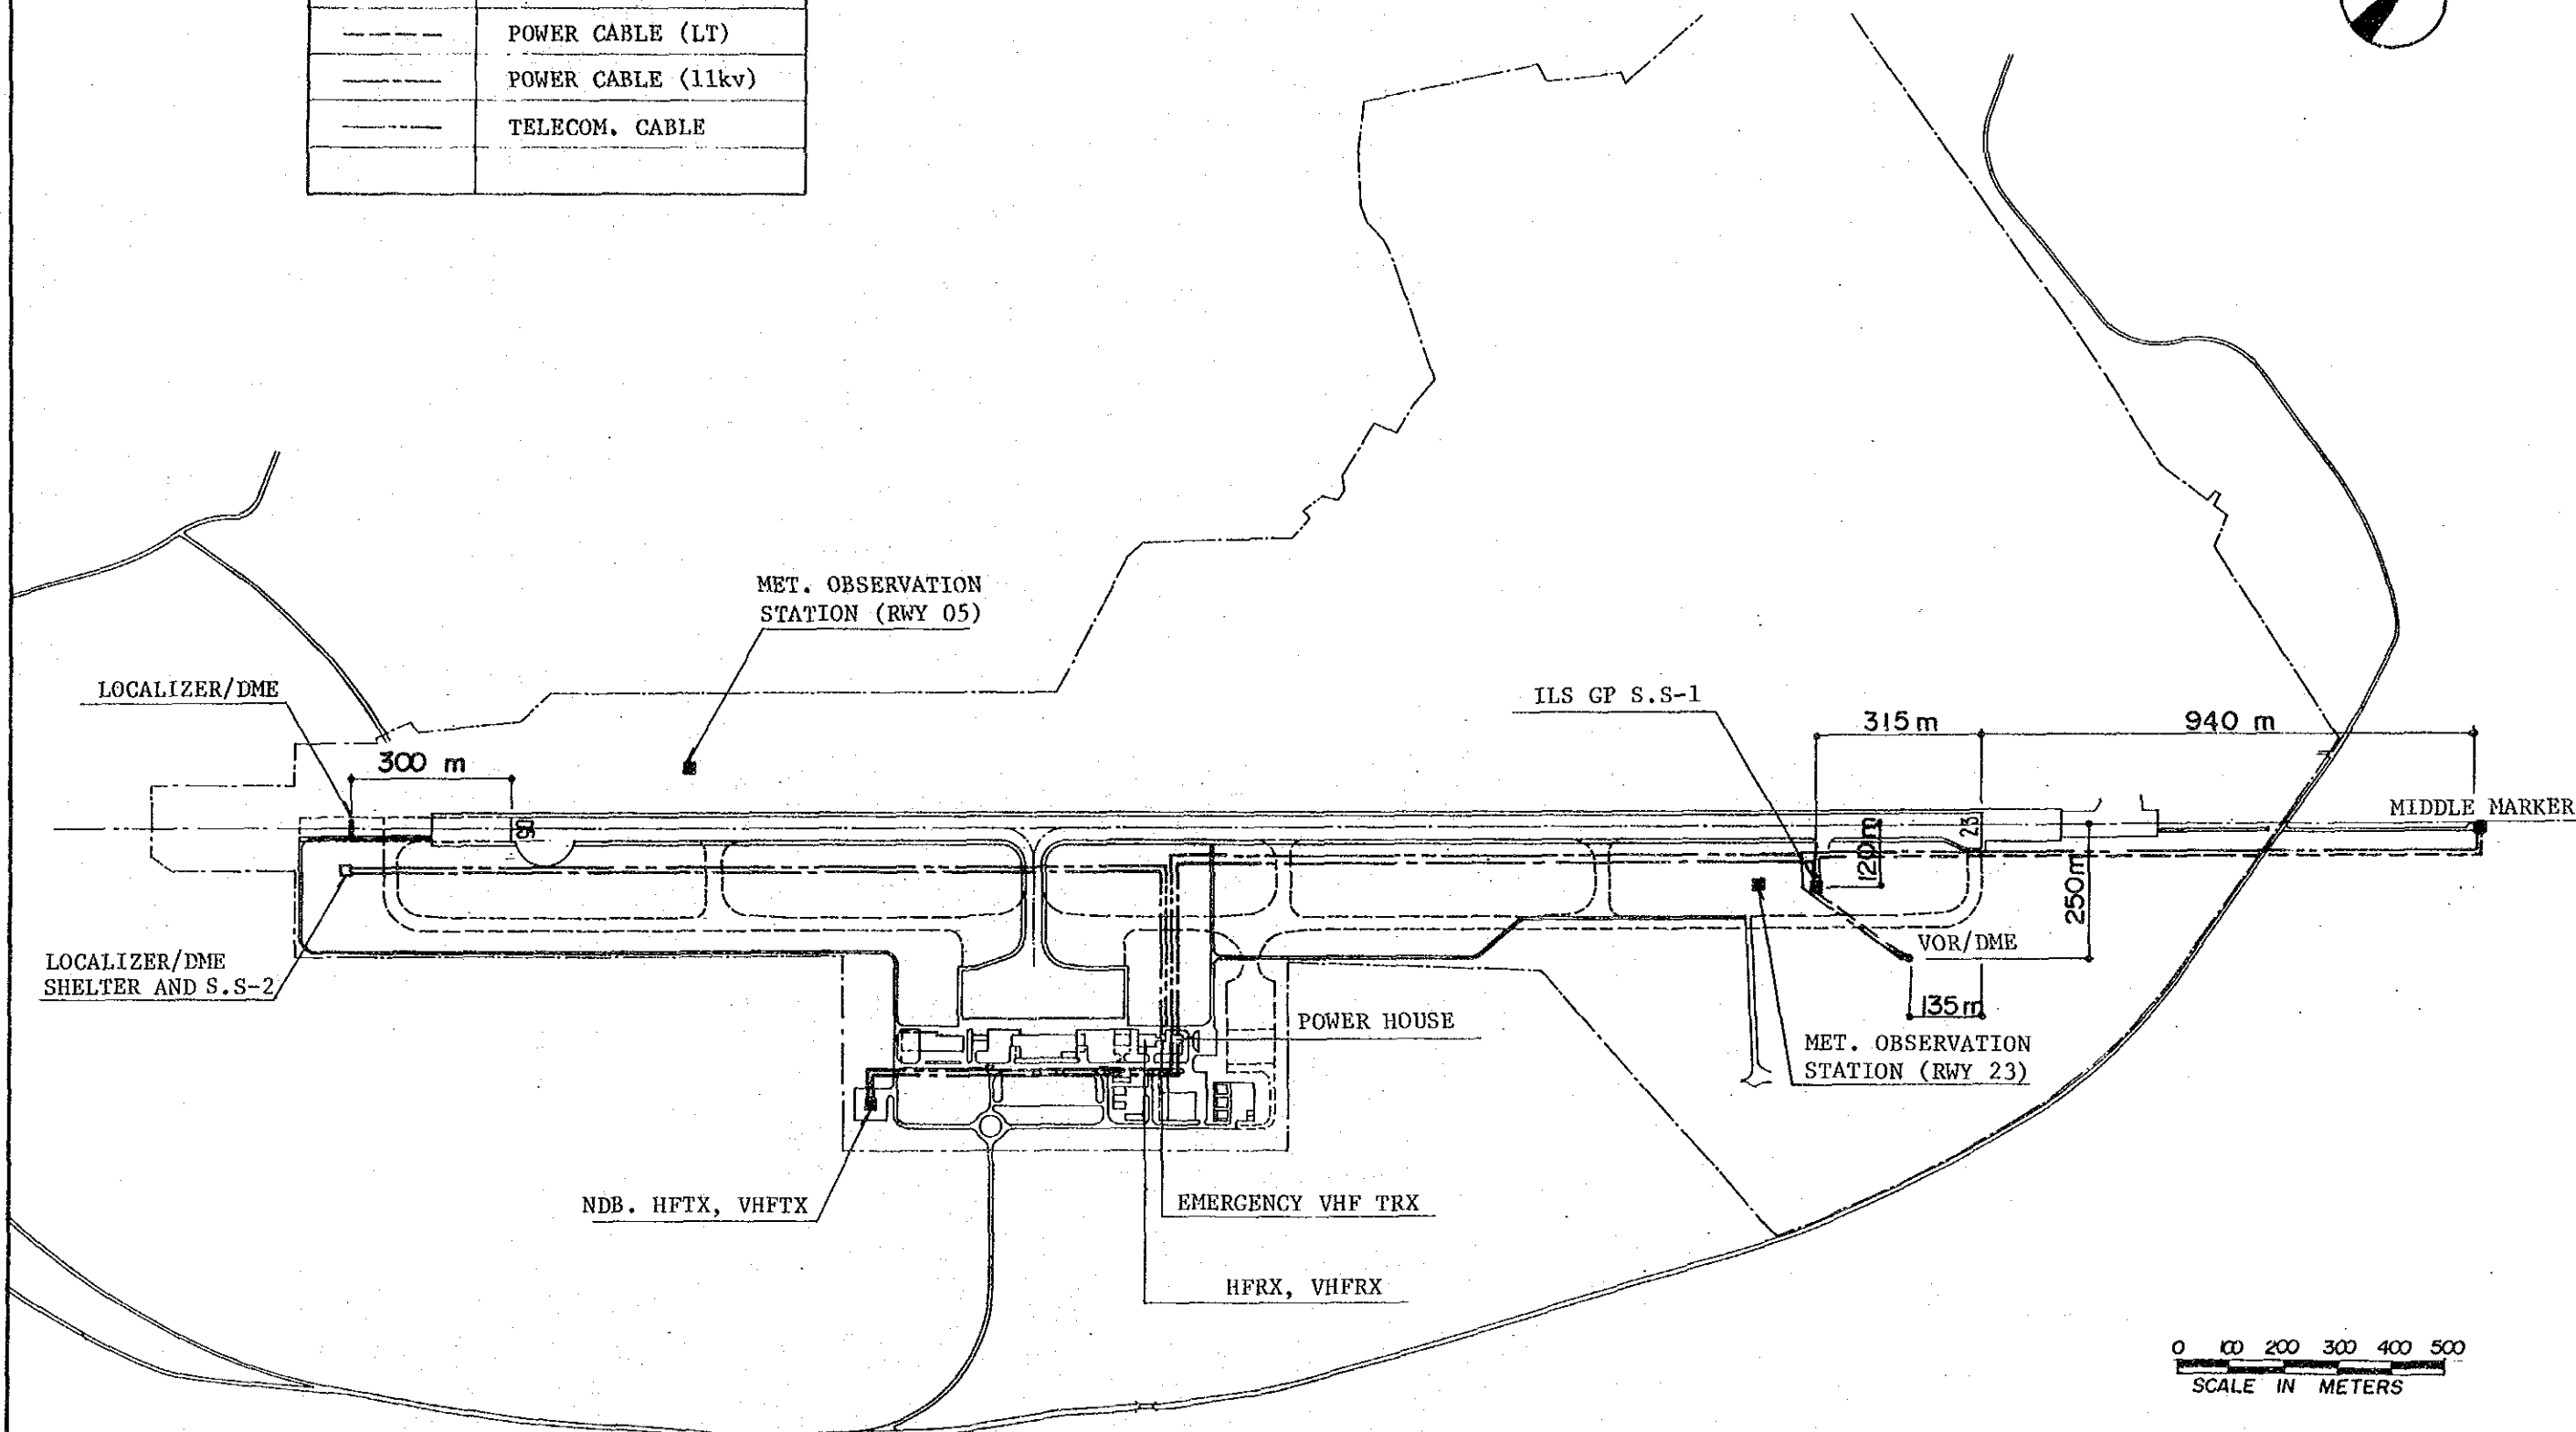 POWER CABLE (LT)
POWER CABLE (11kv)
TELECOM. CABLE
MET. OBSERVATION
STATION (RWY 05)
LOCALIZER/DME
300 m
ILS GP S.S-1
315m
940 m
MIDDLE MARKER
05
23
120m
250m
VOR/DME
135m
LOCALIZER/DME
SHELTER AND S.S-2
POWER HOUSE
MET. OBSERVATION
STATION (RWY 23)
NDB. HFTX, VHFTX
EMERGENCY VHF TRX
HFRX, VHFRX
0 100 200 300 400 500
SCALE IN METERS